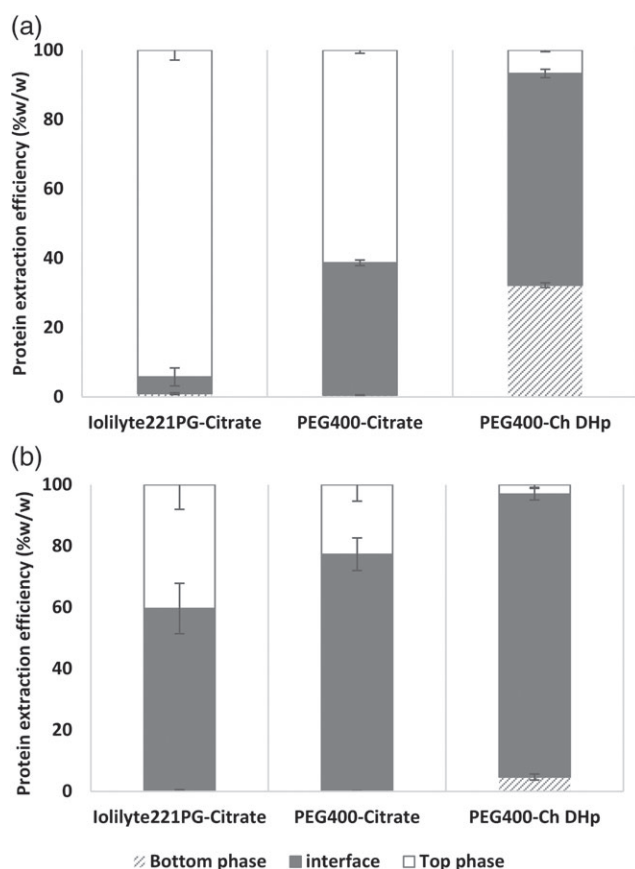 (a)
Protein extraction efficiency (%w/w)
100
80
60
40
20
0
Iolilyte221PG-Citrate PEG400-Citrate PEG400-Ch DHp
(b)
Protein extraction efficiency (%w/w)
100
80
60
40
20
0
Iolilyte221PG-Citrate PEG400-Citrate PEG400-Ch DHp
Bottom phase interface Top phase